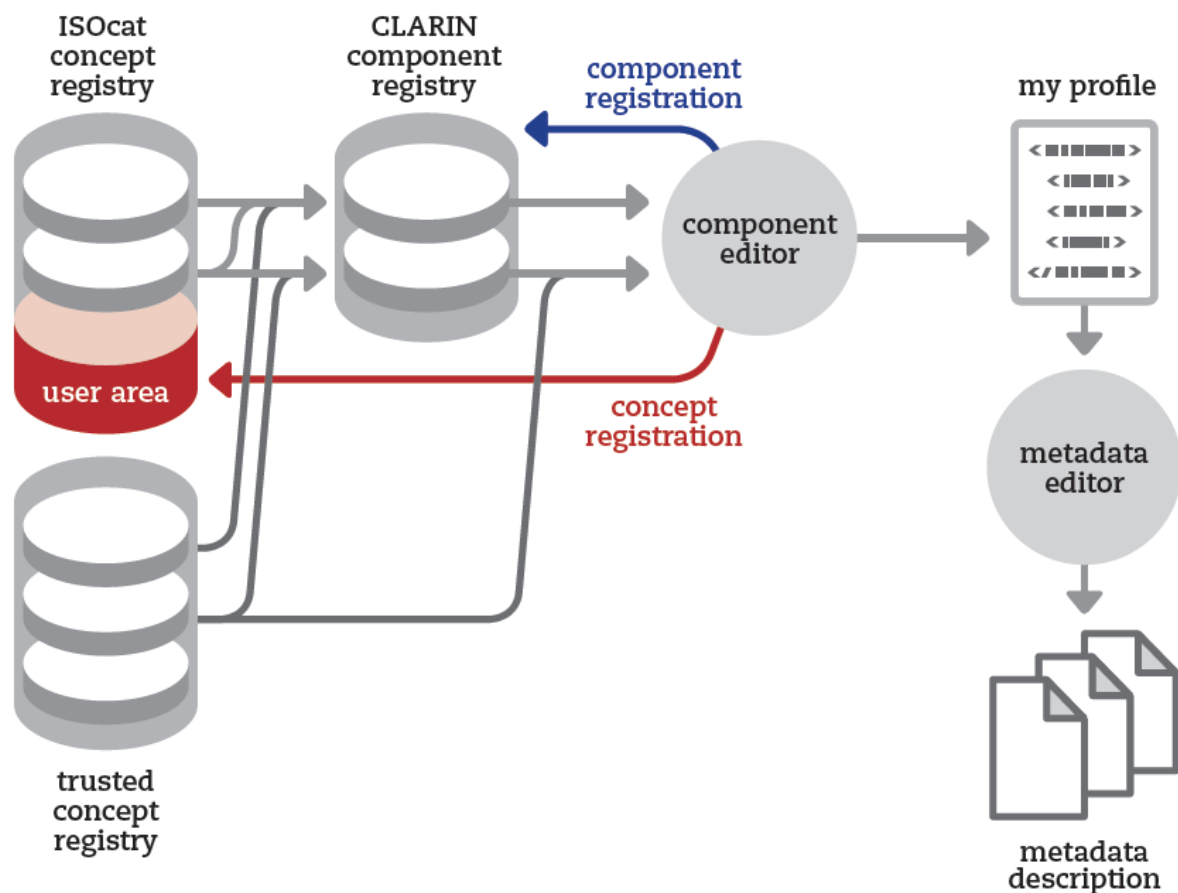 ISOcat
concept
registry
CLARIN
component
registry
component
registration
my profile
component
editor
user area
concept
registration
metadata
editor
trusted
concept
registry
metadata
description